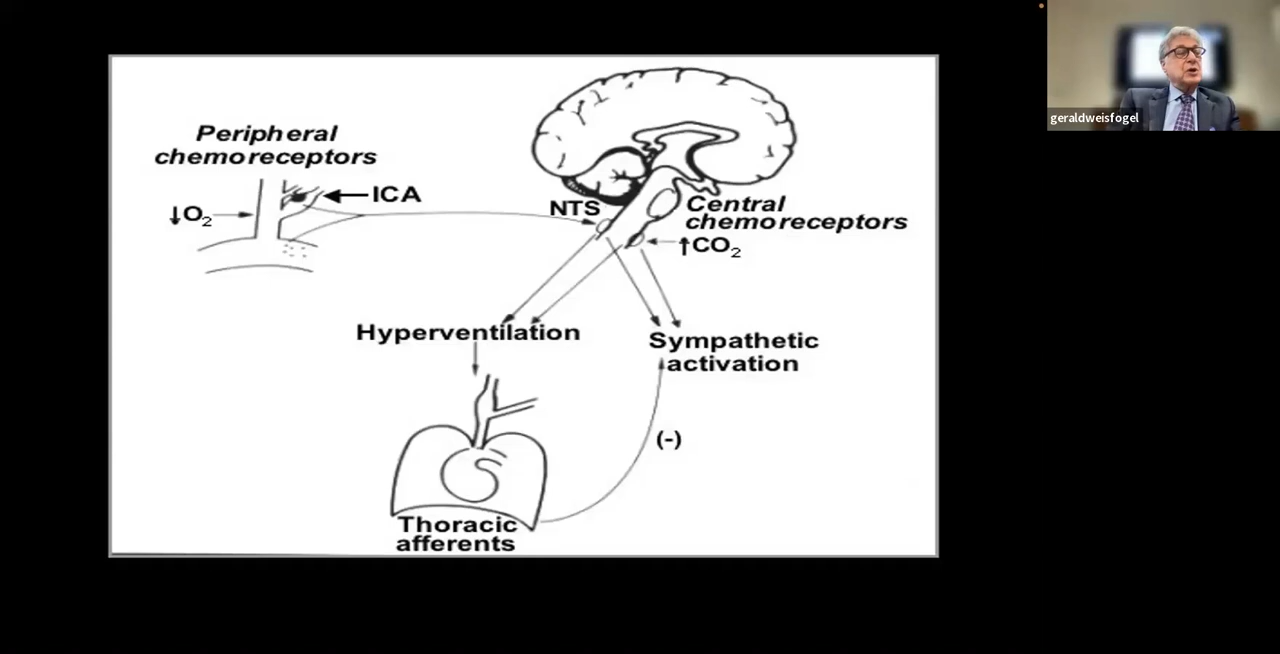 geraldweisfogel
Peripheral
chemoreceptors
ICA
↓O₂
NTS
Central
chemoreceptors
↑CO₂
Hyperventilation
Sympathetic
activation
(-)
Thoracic
afferents